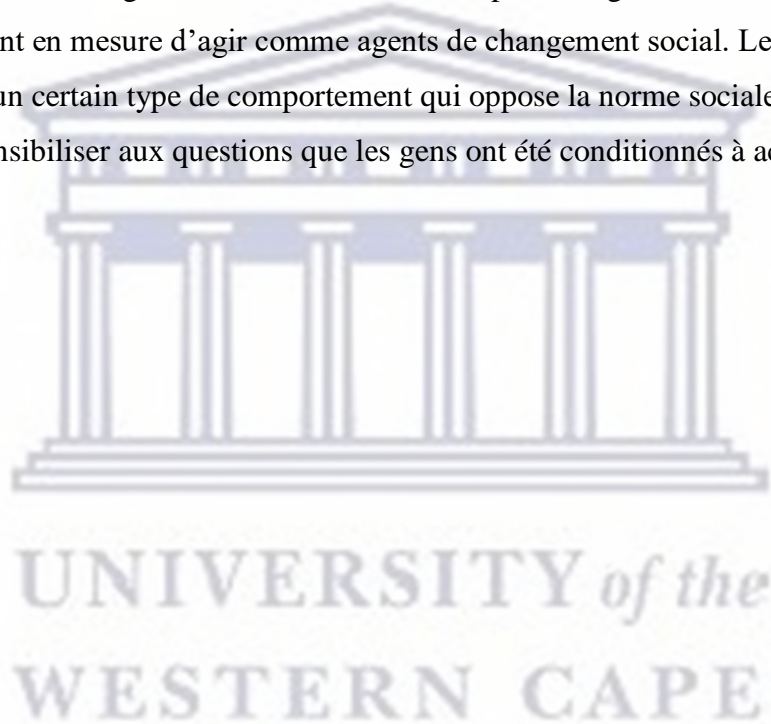 nt en mesure d’agir comme agents de changement social. Le
un certain type de comportement qui oppose la norme sociale
nsibiliser aux questions que les gens ont été conditionnés à a
UNIVERSITY of the
WESTERN CAPE